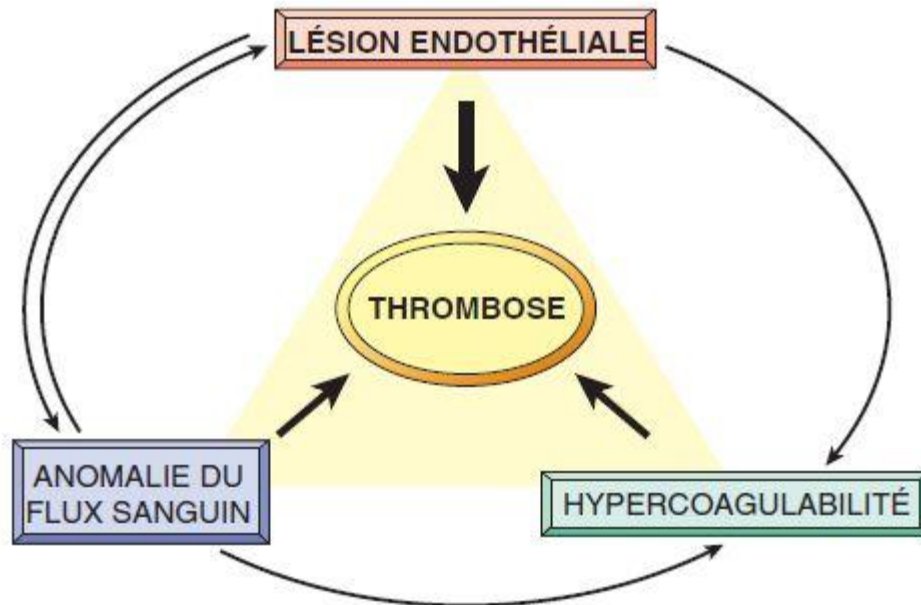 LÉSION ENDOTHÉLIALE
THROMBOSE
ANOMALIE DU
FLUX SANGUIN
HYPERCOAGULABILITÉ